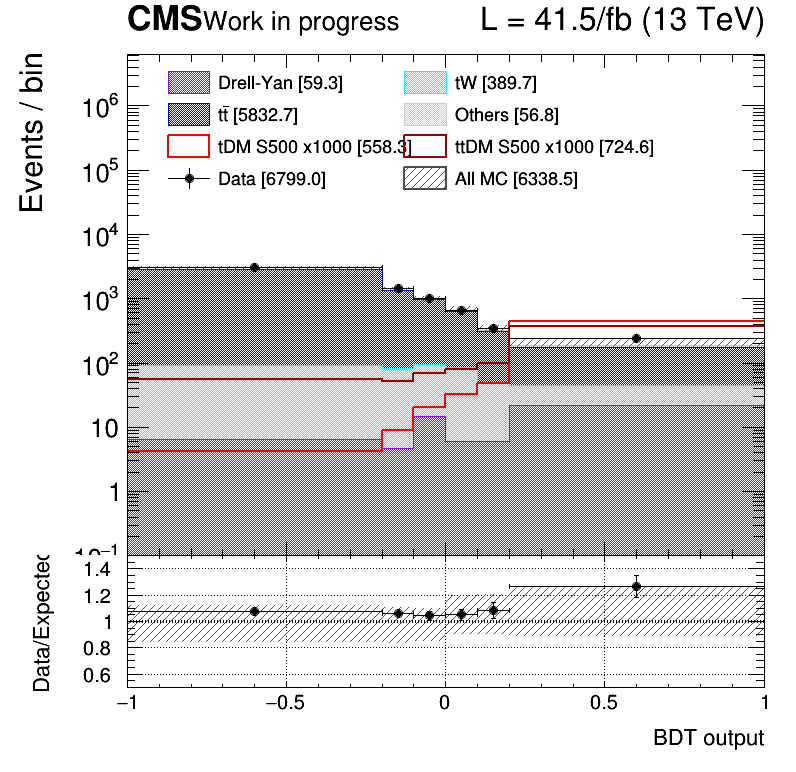 CMS Work in progress L = 41.5/fb (13 TeV)
Events / bin
Drell-Yan [59.3] tW [389.7]
tt̄ [5832.7] Others [56.8]
tDM S500 x1000 [558.3] ttDM S500 x1000 [724.6]
Data [6799.0] All MC [6338.5]
10⁶
10⁵
10⁴
10³
10²
10
1
10⁻¹
Data/Expected
1.4
1.2
1
0.8
0.6
−1 −0.5 0 0.5 1
BDT output